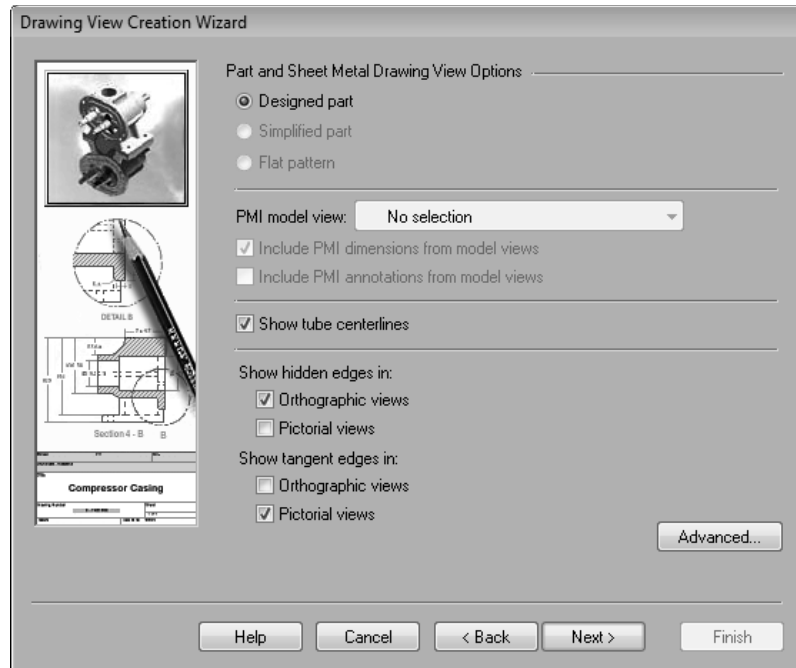 Drawing View Creation Wizard
Part and Sheet Metal Drawing View Options
Designed part
Simplified part
Flat pattern
PMI model view: No selection
Include PMI dimensions from model views
Include PMI annotations from model views
Show tube centerlines
Show hidden edges in:
Orthographic views
Pictorial views
Show tangent edges in:
Orthographic views
Pictorial views
Advanced...
DETAIL B
Section 4 - B B
Compressor Casing
Help Cancel < Back Next > Finish